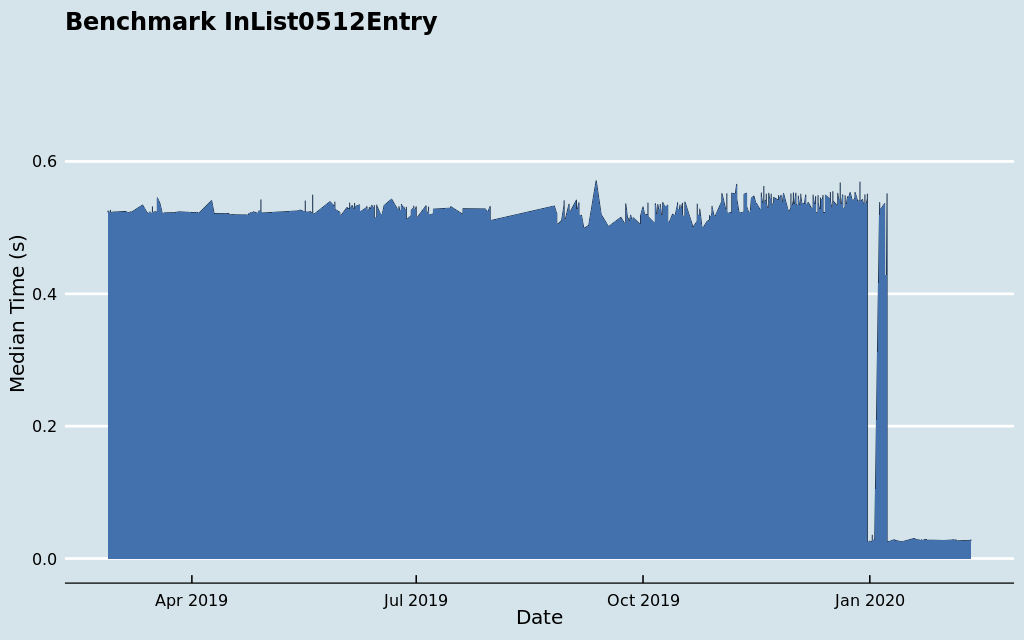 Benchmark InList0512Entry
Median Time (s)
0.6
0.4
0.2
0.0
Apr 2019 Jul 2019 Oct 2019 Jan 2020
Date